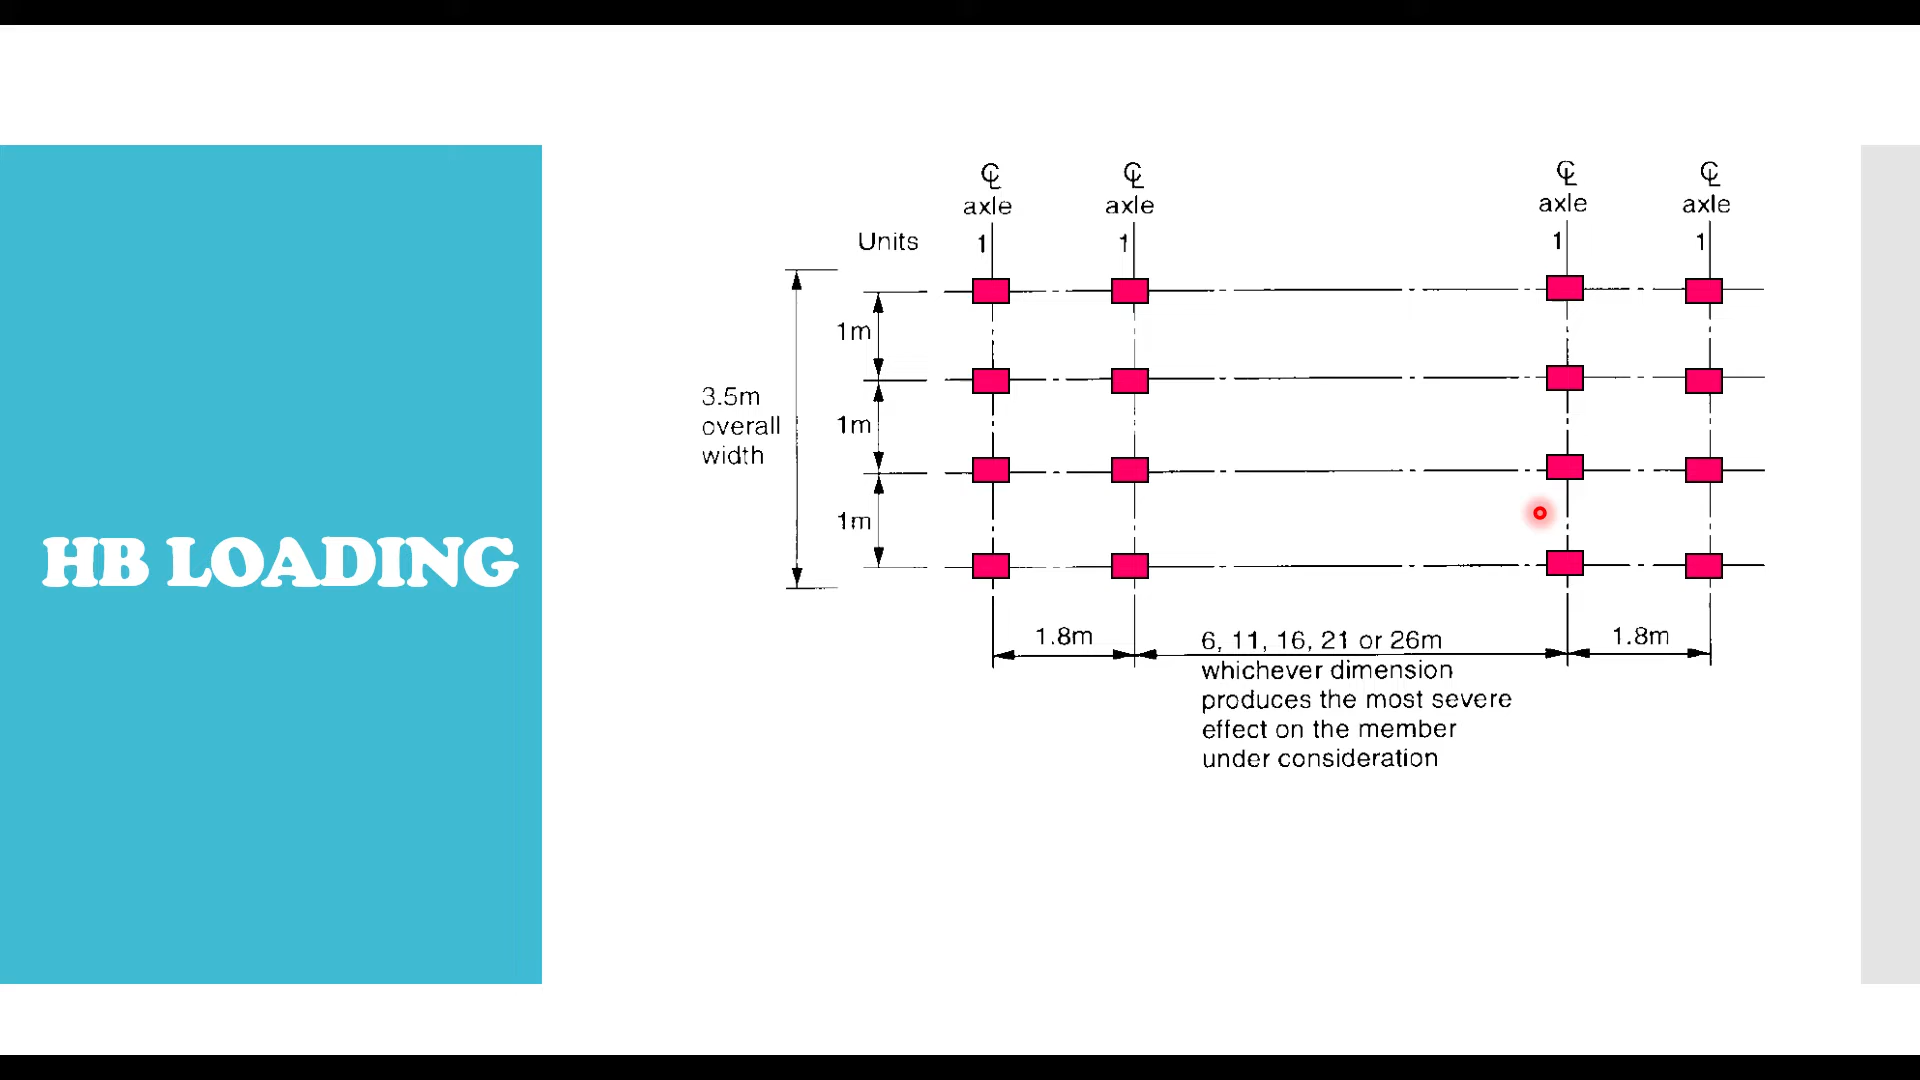 HB LOADING
℄ ℄ ℄ ℄
axle axle axle axle
Units 1 1 1 1
1m
3.5m
overall
width
1m
1m
1.8m
6, 11, 16, 21 or 26m
whichever dimension
produces the most severe
effect on the member
under consideration
1.8m